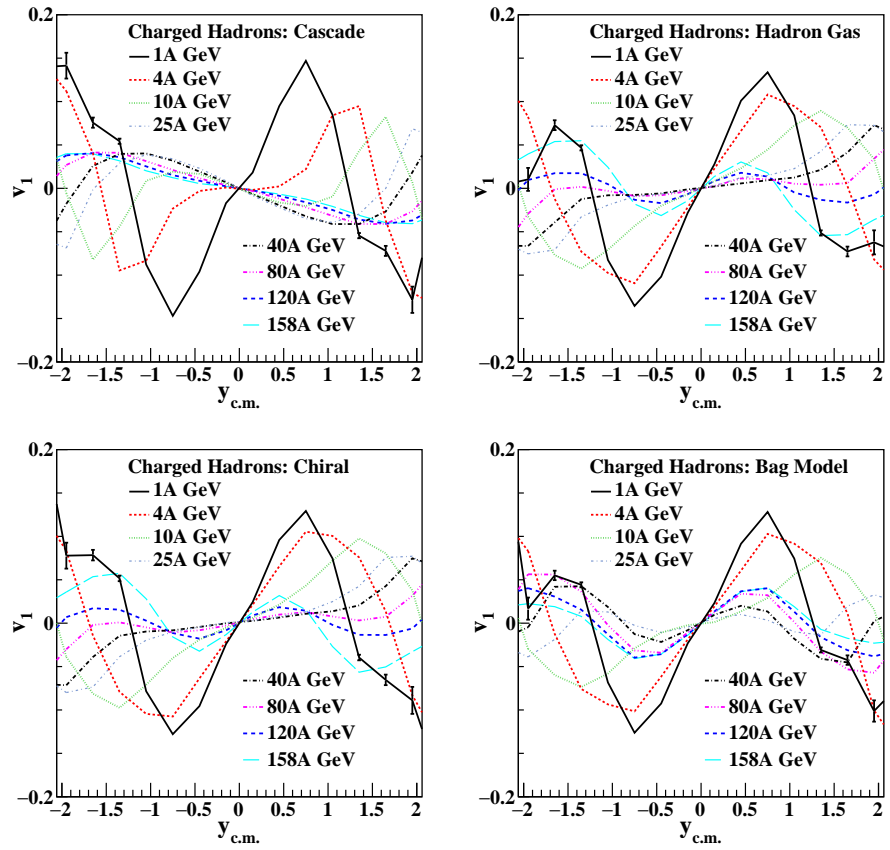 0.2
Charged Hadrons: Cascade
1A GeV
4A GeV
10A GeV
25A GeV
v1
0
40A GeV
80A GeV
120A GeV
158A GeV
−0.2
−2 −1.5 −1 −0.5 0 0.5 1 1.5 2
yc.m.
0.2
Charged Hadrons: Hadron Gas
1A GeV
4A GeV
10A GeV
25A GeV
v1
0
40A GeV
80A GeV
120A GeV
158A GeV
−0.2
−2 −1.5 −1 −0.5 0 0.5 1 1.5 2
yc.m.
0.2
Charged Hadrons: Chiral
1A GeV
4A GeV
10A GeV
25A GeV
v1
0
40A GeV
80A GeV
120A GeV
158A GeV
−0.2
−2 −1.5 −1 −0.5 0 0.5 1 1.5 2
yc.m.
0.2
Charged Hadrons: Bag Model
1A GeV
4A GeV
10A GeV
25A GeV
v1
0
40A GeV
80A GeV
120A GeV
158A GeV
−0.2
−2 −1.5 −1 −0.5 0 0.5 1 1.5 2
yc.m.